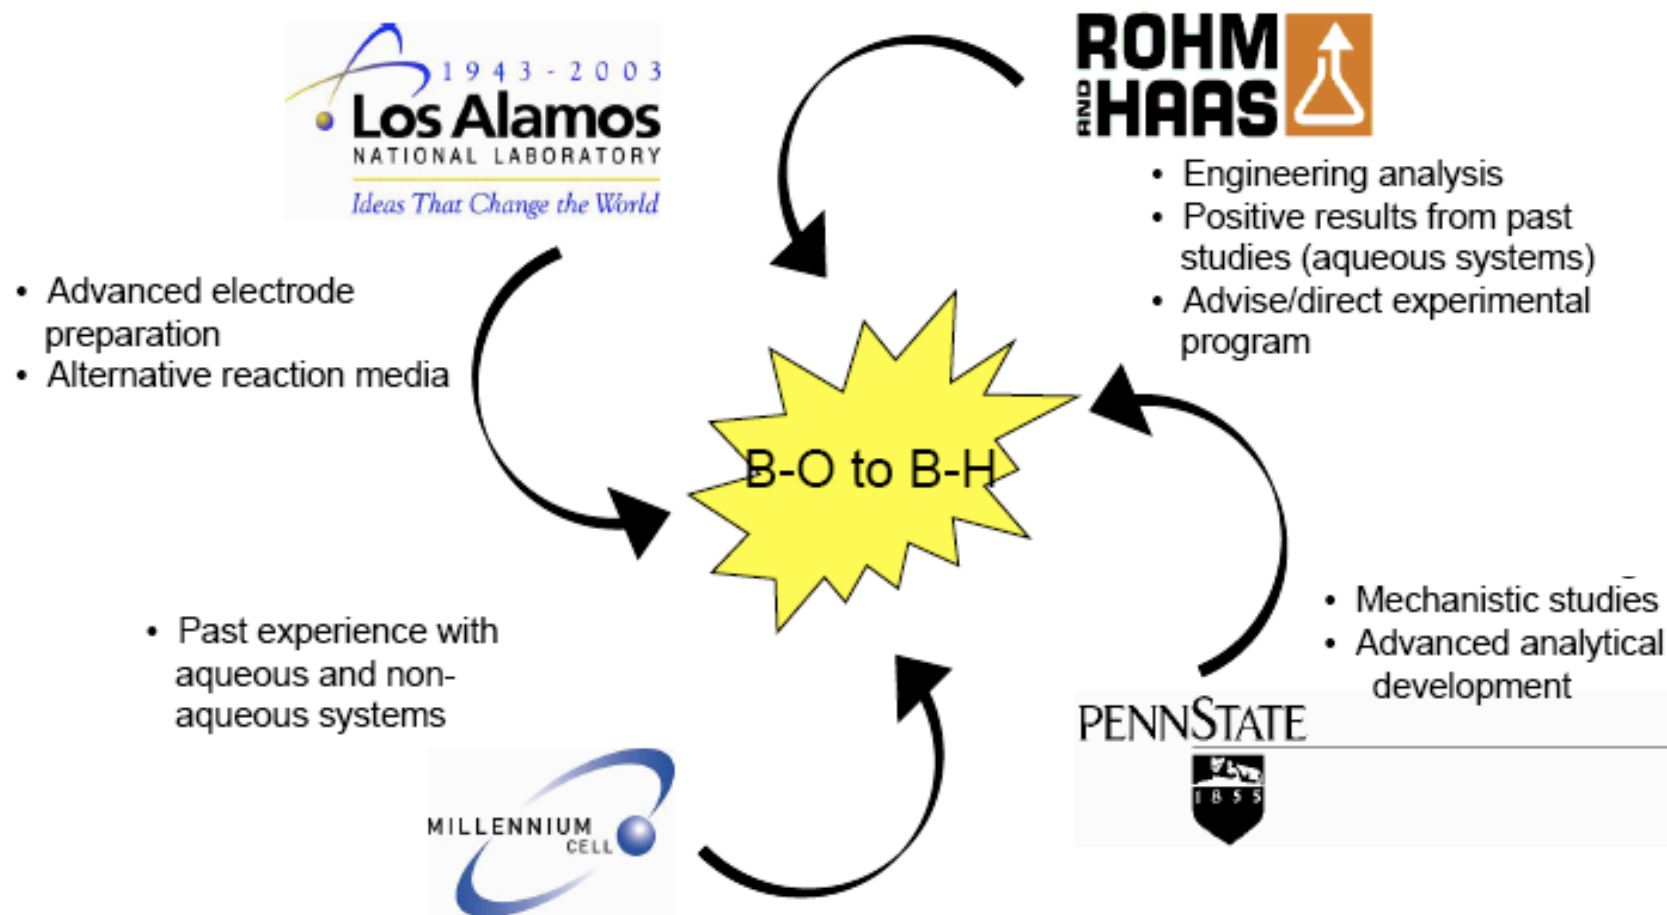 1943-2003
Los Alamos
NATIONAL LABORATORY
Ideas That Change the World
• Advanced electrode
preparation
• Alternative reaction media
ROHM
AND
HAAS
• Engineering analysis
• Positive results from past
studies (aqueous systems)
• Advise/direct experimental
program
B-O to B-H
• Past experience with
aqueous and non-
aqueous systems
MILLENNIUM
CELL
• Mechanistic studies
• Advanced analytical
development
PENNSTATE
1855